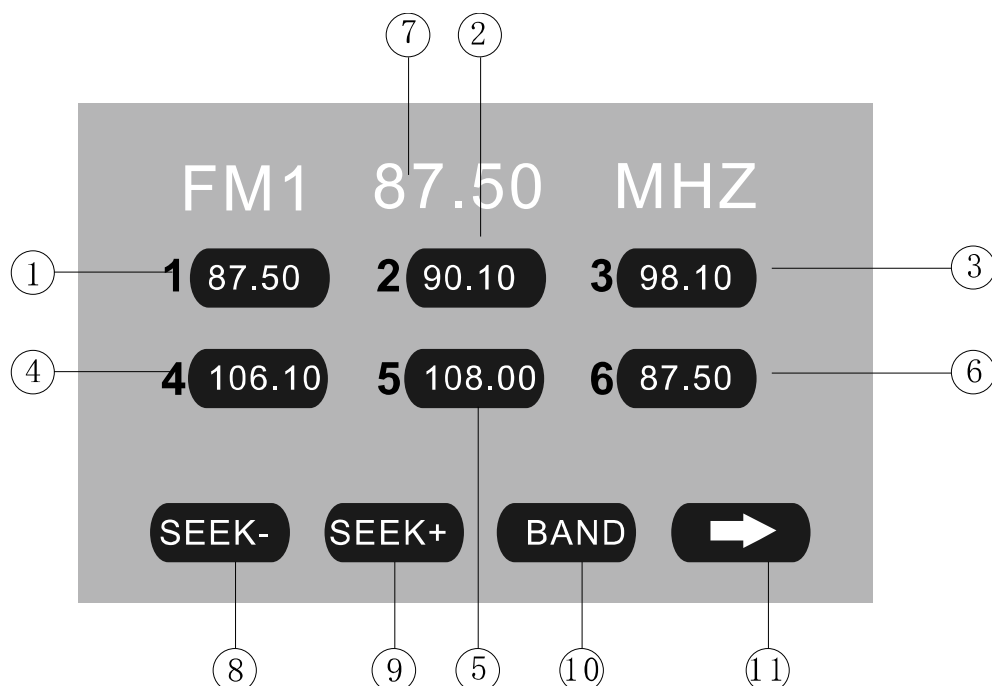 ⑦ ②
FM1 87.50 MHZ
① 1 87.50 2 90.10 3 98.10 ③
④ 4 106.10 5 108.00 6 87.50 ⑥
SEEK- SEEK+ BAND
⑧ ⑨ ⑤ ⑩ ⑪